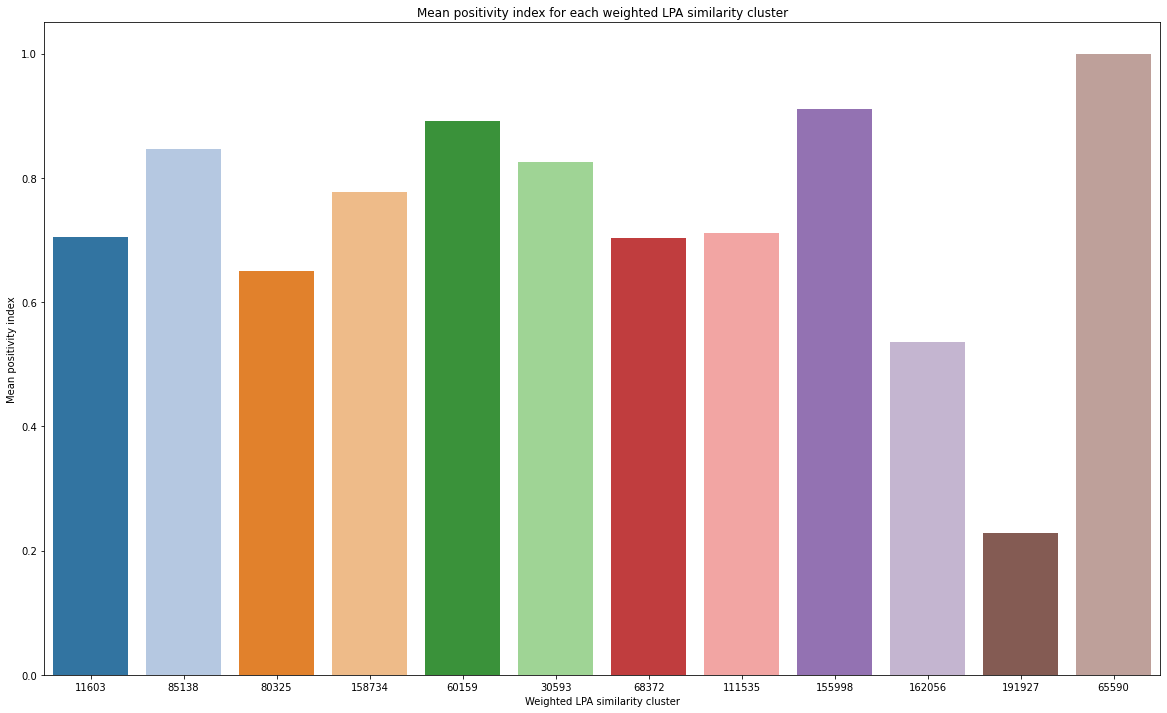 Mean positivity index for each weighted LPA similarity cluster
Mean positivity index
1.0
0.8
0.6
0.4
0.2
0.0
11603 85138 80325 158734 60159 30593 68372 111535 155998 162056 191927 65590
Weighted LPA similarity cluster